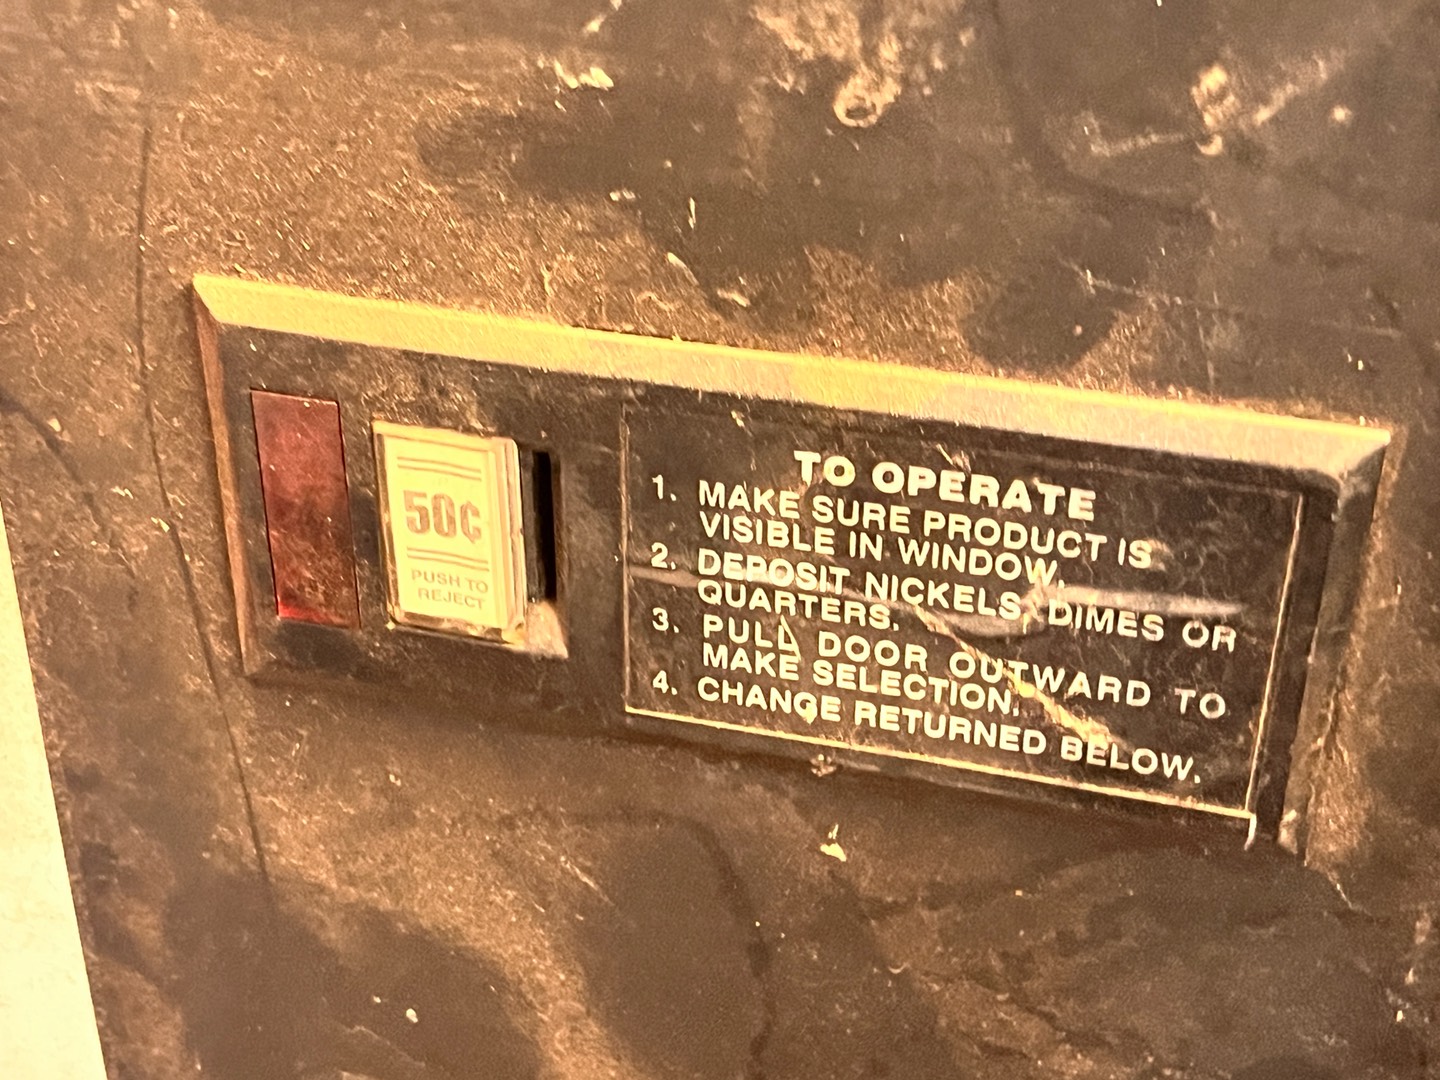 50¢
PUSH TO
REJECT
TO OPERATE
1. MAKE SURE PRODUCT IS
VISIBLE IN WINDOW.
2. DEPOSIT NICKELS, DIMES OR
QUARTERS.
3. PULL DOOR OUTWARD TO
MAKE SELECTION.
4. CHANGE RETURNED BELOW.